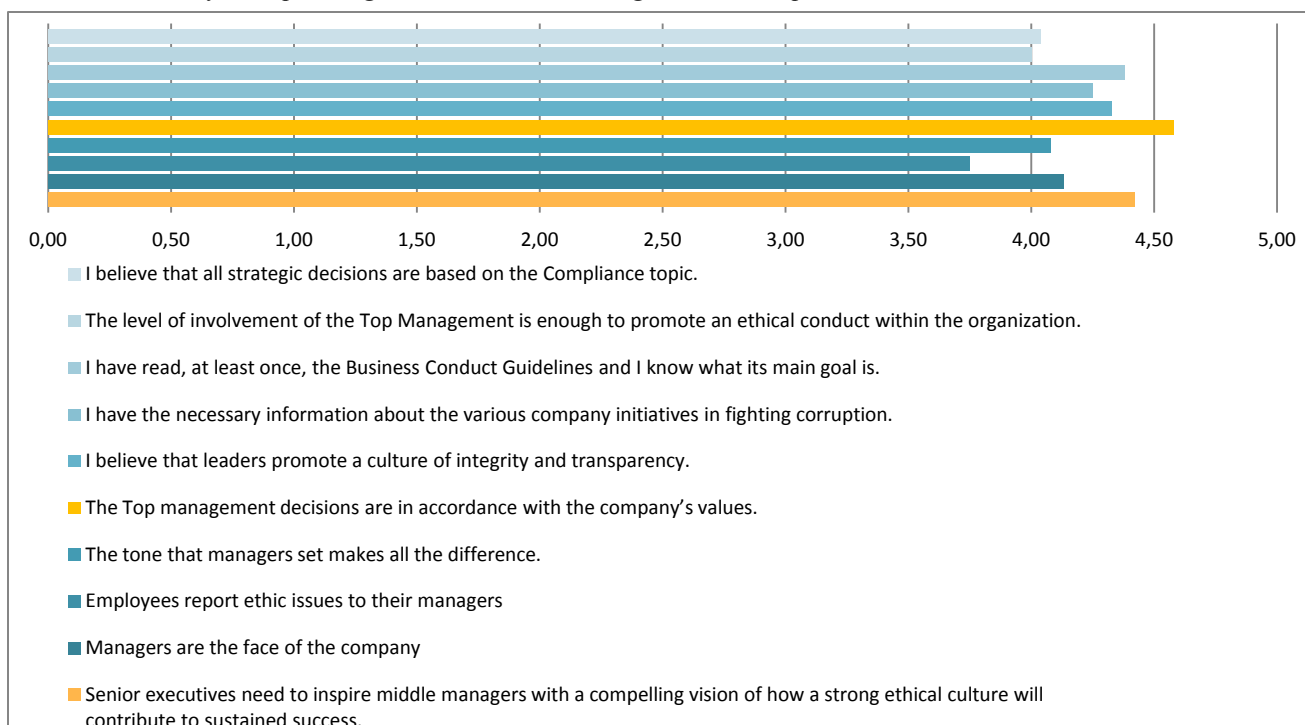 0,00 0,50 1,00 1,50 2,00 2,50 3,00 3,50 4,00 4,50 5,00
I believe that all strategic decisions are based on the Compliance topic.
The level of involvement of the Top Management is enough to promote an ethical conduct within the organization.
I have read, at least once, the Business Conduct Guidelines and I know what its main goal is.
I have the necessary information about the various company initiatives in fighting corruption.
I believe that leaders promote a culture of integrity and transparency.
The Top management decisions are in accordance with the company’s values.
The tone that managers set makes all the difference.
Employees report ethic issues to their managers
Managers are the face of the company
Senior executives need to inspire middle managers with a compelling vision of how a strong ethical culture will
contribute to sustained success.